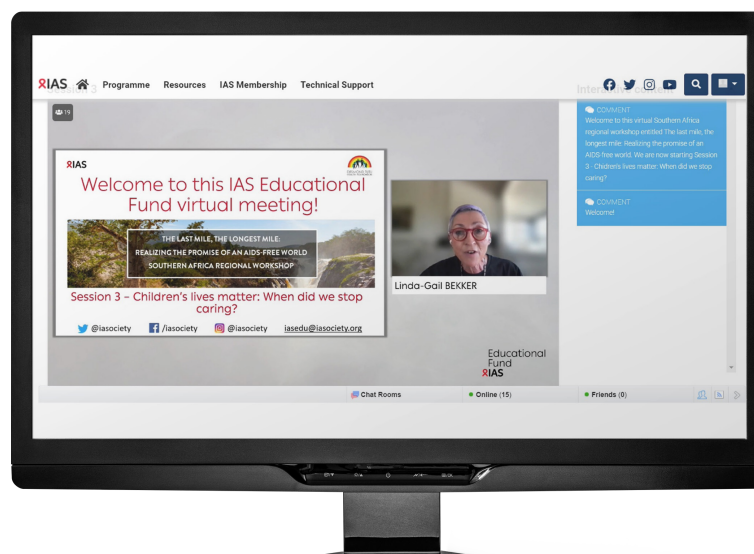 IAS
Programme
Resources
IAS Membership
Technical Support
19
COMMENT
Welcome to this virtual Southern Africa
regional workshop entitled The last mile, the
longest mile. Realizing the promise of an
AIDS-free world. We are now starting Session
3 - Children's lives matter: When did we stop
caring?
COMMENT
Welcome!
IAS
Welcome to this IAS Educational
Fund virtual meeting!
THE LAST MILE, THE LONGEST MILE:
REALIZING THE PROMISE OF AN AIDS-FREE WORLD
SOUTHERN AFRICA REGIONAL WORKSHOP
Session 3 – Children's lives matter: When did we stop
caring?
@iasociety
/iasociety
@iasociety
iasedu@iasociety.org
Linda-Gail BEKKER
Educational
Fund
IAS
Chat Rooms
Online (15)
Friends (0)